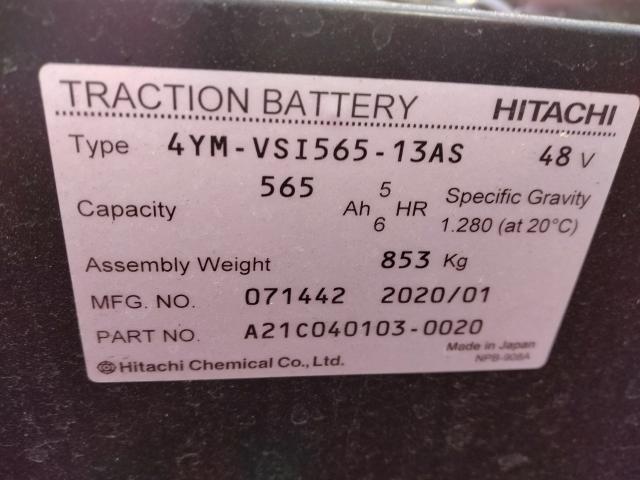 TRACTION BATTERY HITACHI
Type 4YM-VSI565-13AS 48 V
Capacity 565 Ah 5 HR Specific Gravity
6 1.280 (at 20°C)
Assembly Weight 853 Kg
MFG. NO. 071442 2020/01
PART NO. A21C040103-0020
Made in Japan
Hitachi Chemical Co., Ltd. NPB-908A